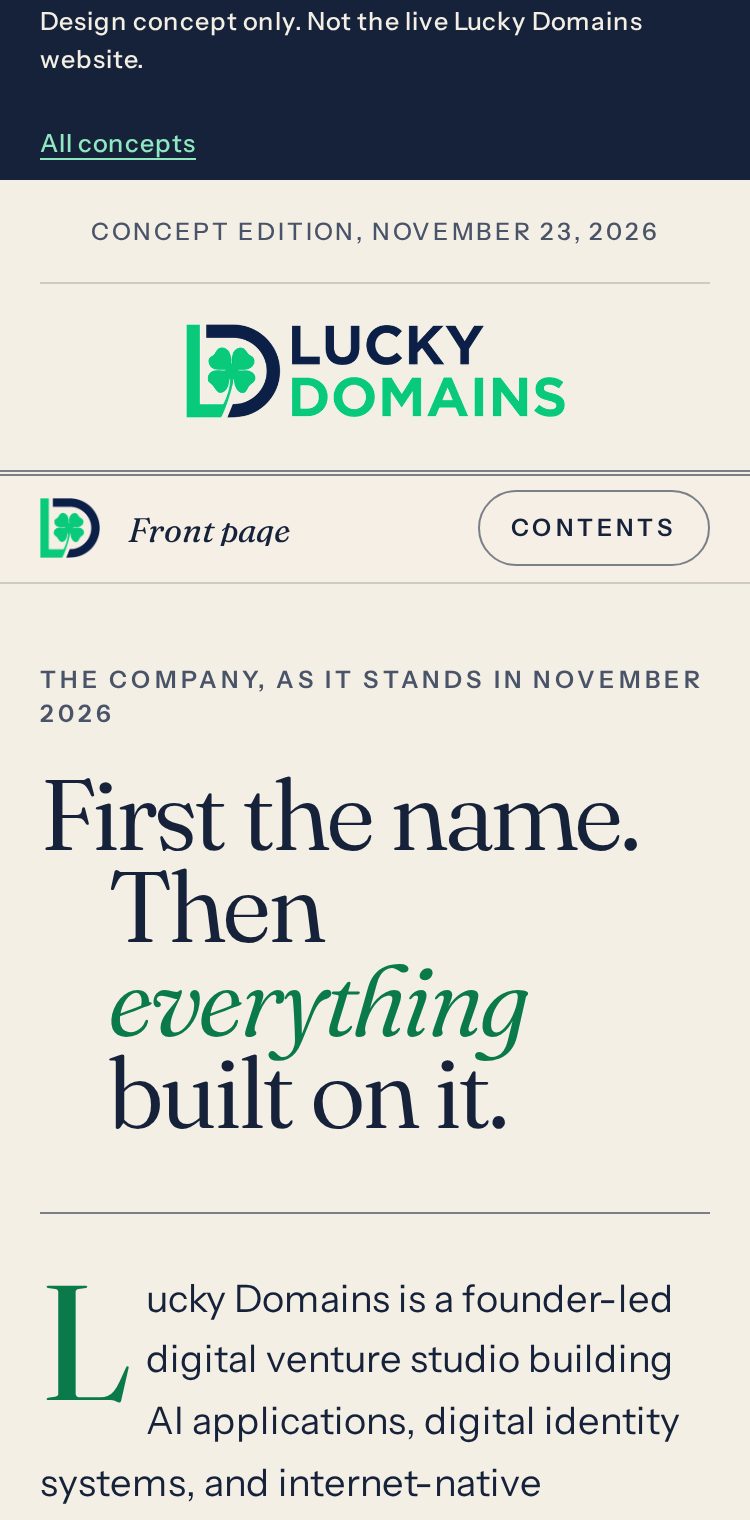 Design concept only. Not the live Lucky Domains
website.
All concepts
CONCEPT EDITION, NOVEMBER 23, 2026
LUCKY
DOMAINS
Front page
CONTENTS
THE COMPANY, AS IT STANDS IN NOVEMBER
2026
First the name.
Then
everything
built on it.
Lucky Domains is a founder-led
digital venture studio building
AI applications, digital identity
systems, and internet-native